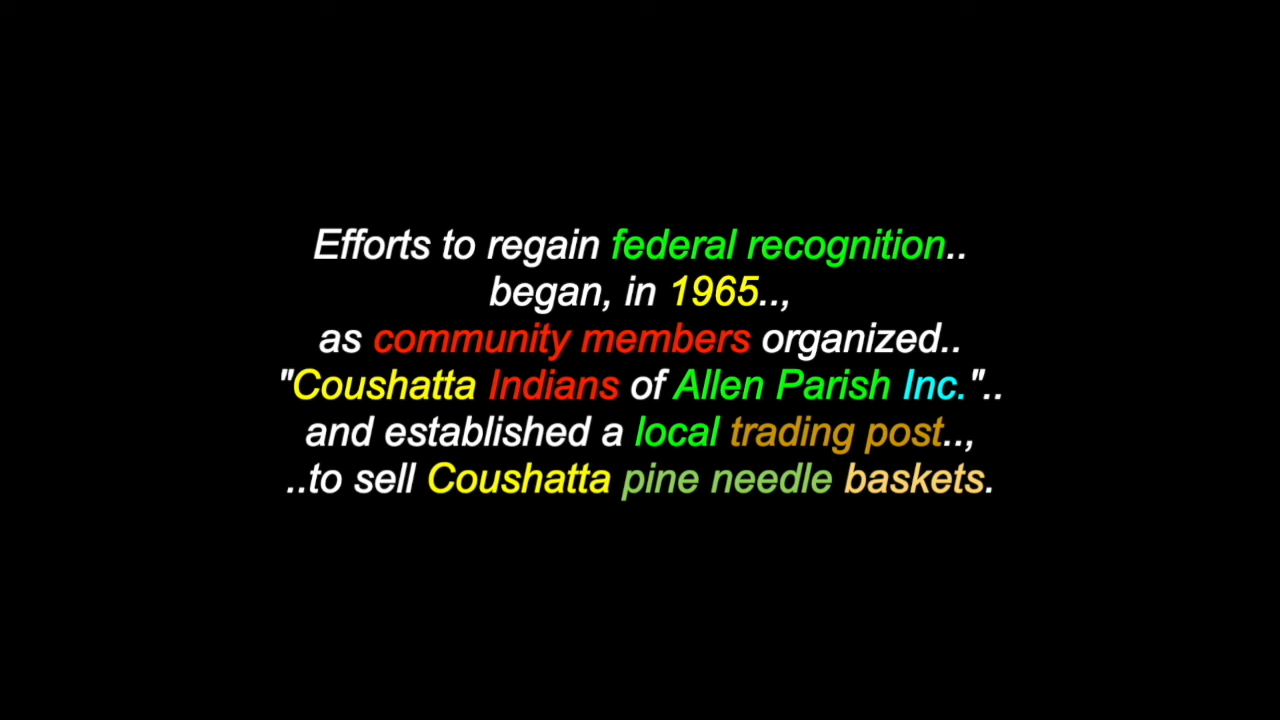 Efforts to regain federal recognition..
began, in 1965..,
as community members organized..
"Coushatta Indians of Allen Parish Inc."..
and established a local trading post..,
..to sell Coushatta pine needle baskets.